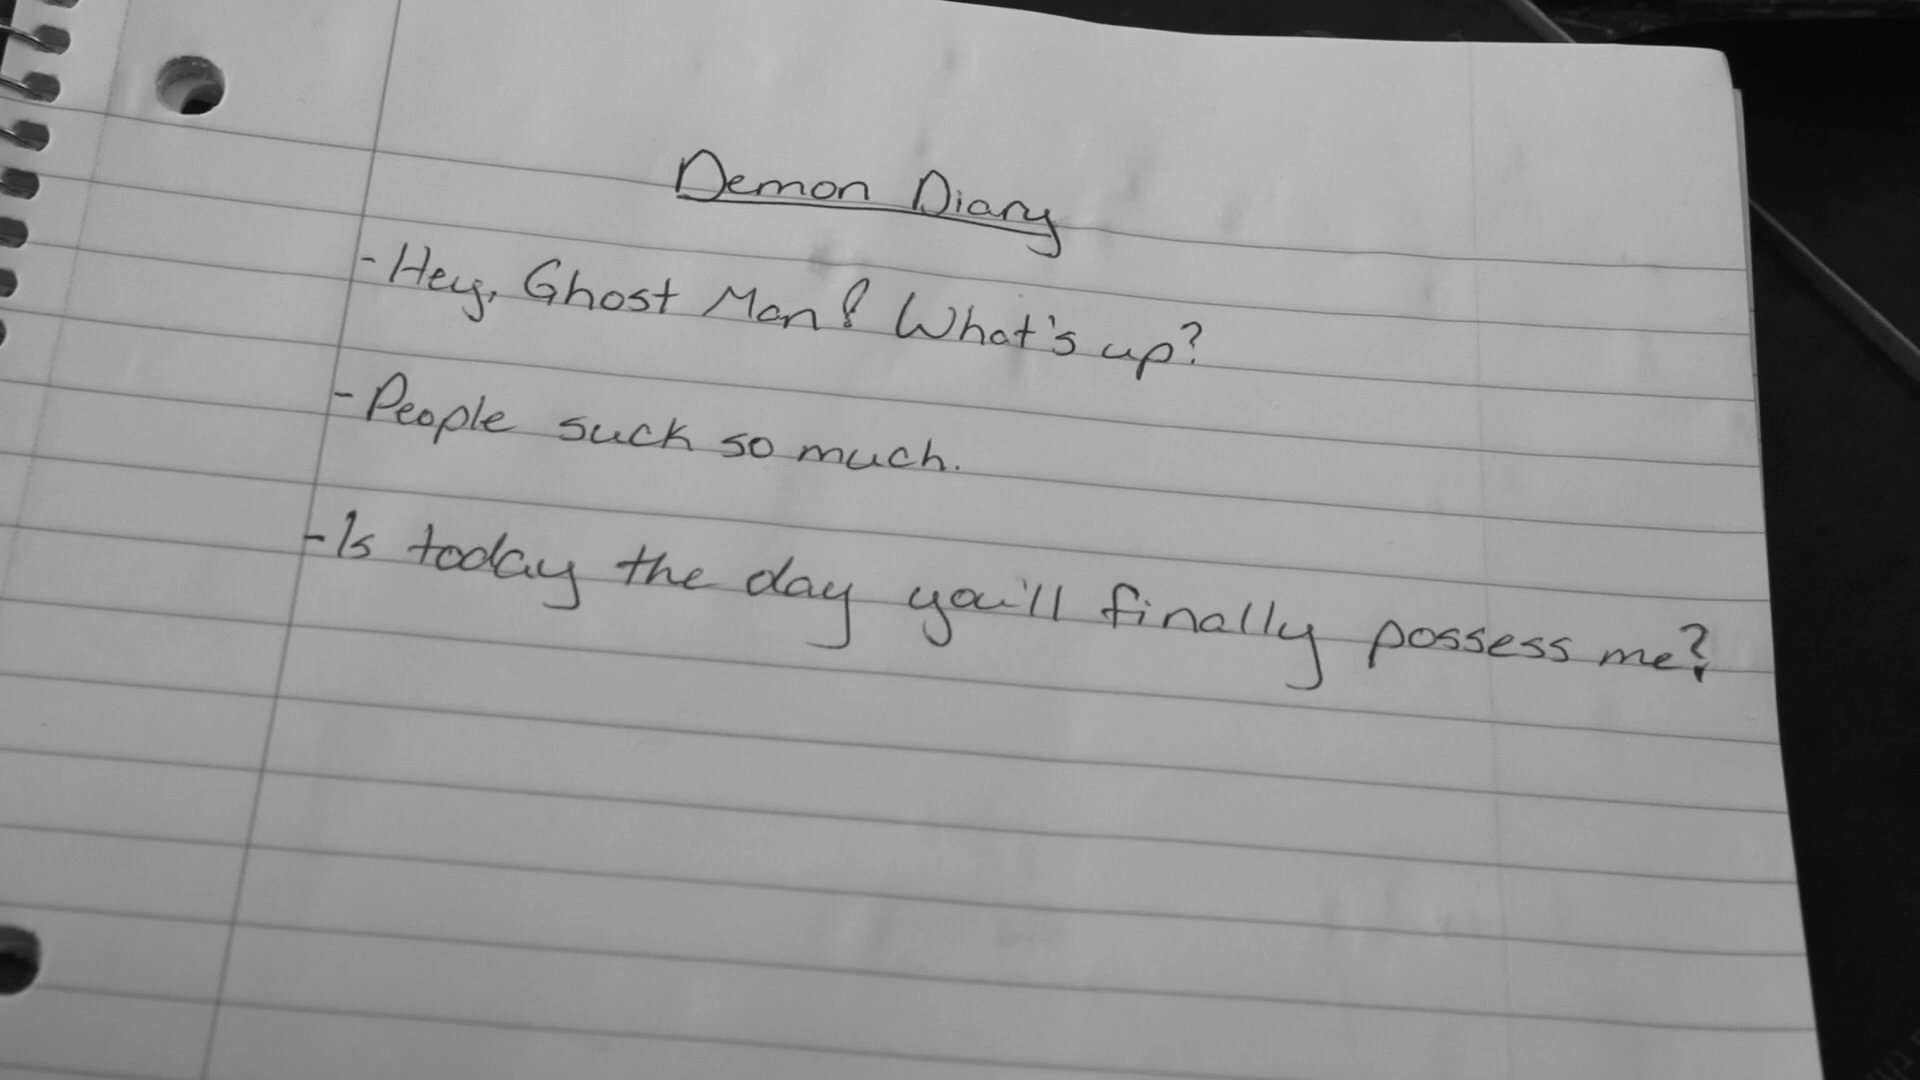 Demon Diary
- Hey, Ghost Man! What's up?
- People suck so much.
- Is today the day you'll finally possess me?